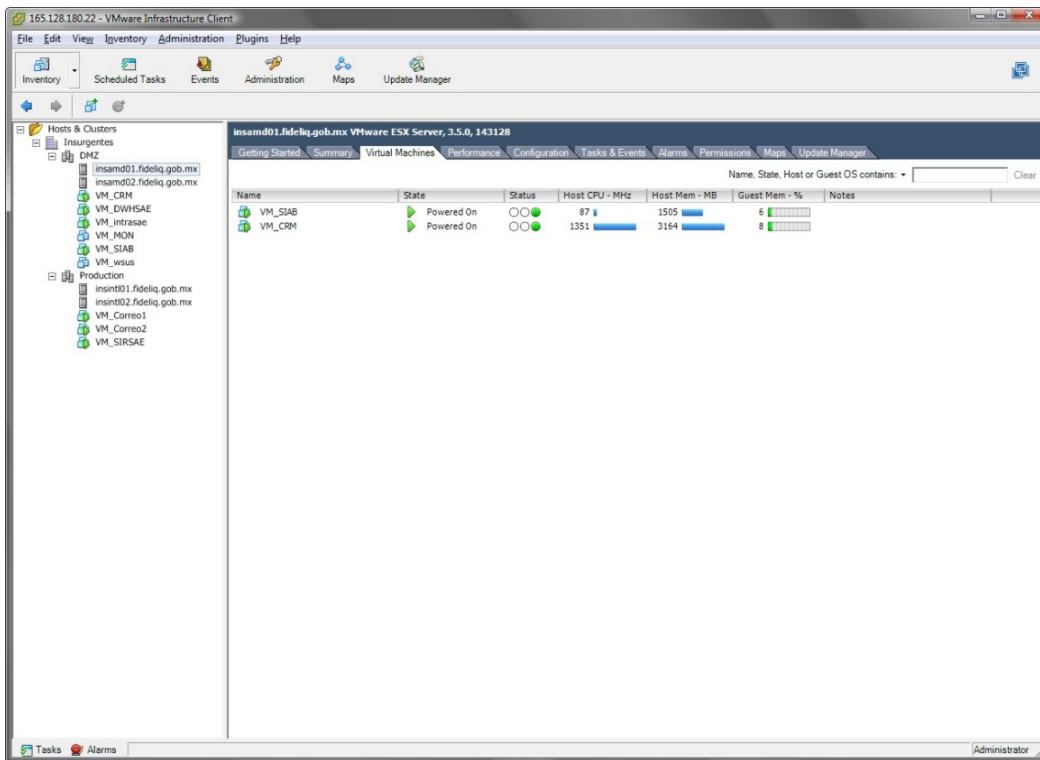 165.128.180.22 - VMware Infrastructure Client
File Edit View Inventory Administration Plugins Help
Inventory Scheduled Tasks Events Administration Maps Update Manager
Hosts & Clusters
Insurgentes
DMZ
insamd01.fideliq.gob.mx
insamd02.fideliq.gob.mx
VM_CRM
VM_DWHSAE
VM_intrasae
VM_MON
VM_SIAB
VM_wsus
Production
insintl01.fideliq.gob.mx
insintl02.fideliq.gob.mx
VM_Correo1
VM_Correo2
VM_SIRSAE
insamd01.fideliq.gob.mx VMware ESX Server, 3.5.0, 143128
Getting Started Summary Virtual Machines Performance Configuration Tasks & Events Alarms Permissions Maps Update Manager
Name, State, Host or Guest OS contains: Clear
Name State Status Host CPU - MHz Host Mem - MB Guest Mem - % Notes
VM_SIAB Powered On 87 1505 6
VM_CRM Powered On 1351 3164 8
Tasks Alarms Administrator